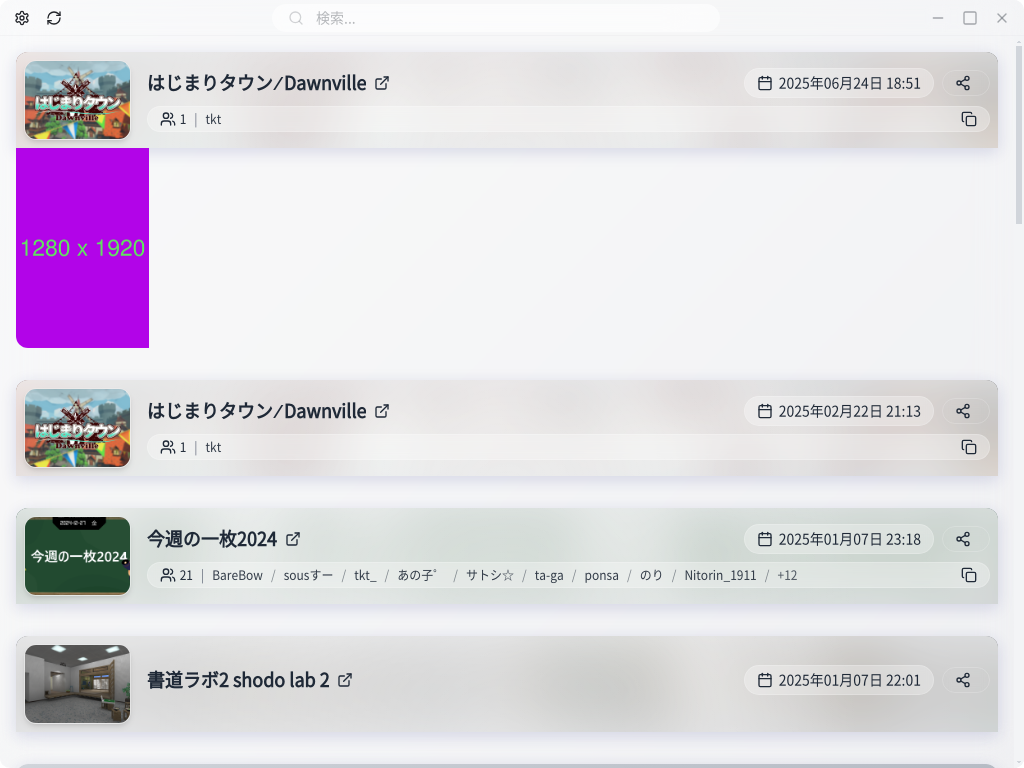 検索...
はじまりタウン⁄Dawnville
2025年06月24日 18:51
はじまりタウン
Dawnville
1 | tkt
1280 x 1920
はじまりタウン⁄Dawnville
2025年02月22日 21:13
はじまりタウン
Dawnville
1 | tkt
今週の一枚2024
2025年01月07日 23:18
今週の一枚2024
21 | BareBow / sousすー / tkt_ / あの子゜ / サトシ☆ / ta-ga / ponsa / のり / Nitorin_1911 / +12
書道ラボ2 shodo lab 2
2025年01月07日 22:01